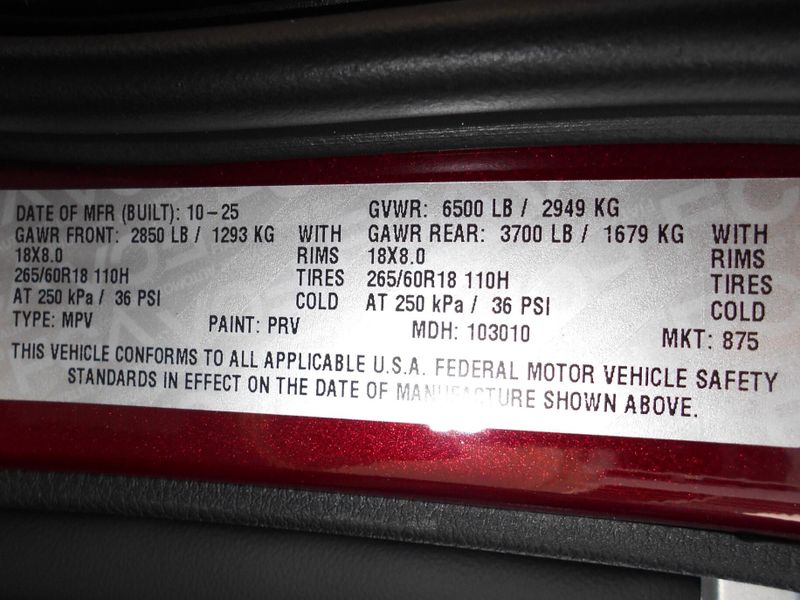 DATE OF MFR (BUILT): 10-25 GVWR: 6500 LB / 2949 KG
GAWR FRONT: 2850 LB / 1293 KG WITH GAWR REAR: 3700 LB / 1679 KG WITH
18X8.0 RIMS 18X8.0 RIMS
265/60R18 110H TIRES 265/60R18 110H TIRES
AT 250 kPa / 36 PSI COLD AT 250 kPa / 36 PSI COLD
TYPE: MPV PAINT: PRV MDH: 103010 MKT: 875
THIS VEHICLE CONFORMS TO ALL APPLICABLE U.S.A. FEDERAL MOTOR VEHICLE SAFETY
STANDARDS IN EFFECT ON THE DATE OF MANUFACTURE SHOWN ABOVE.